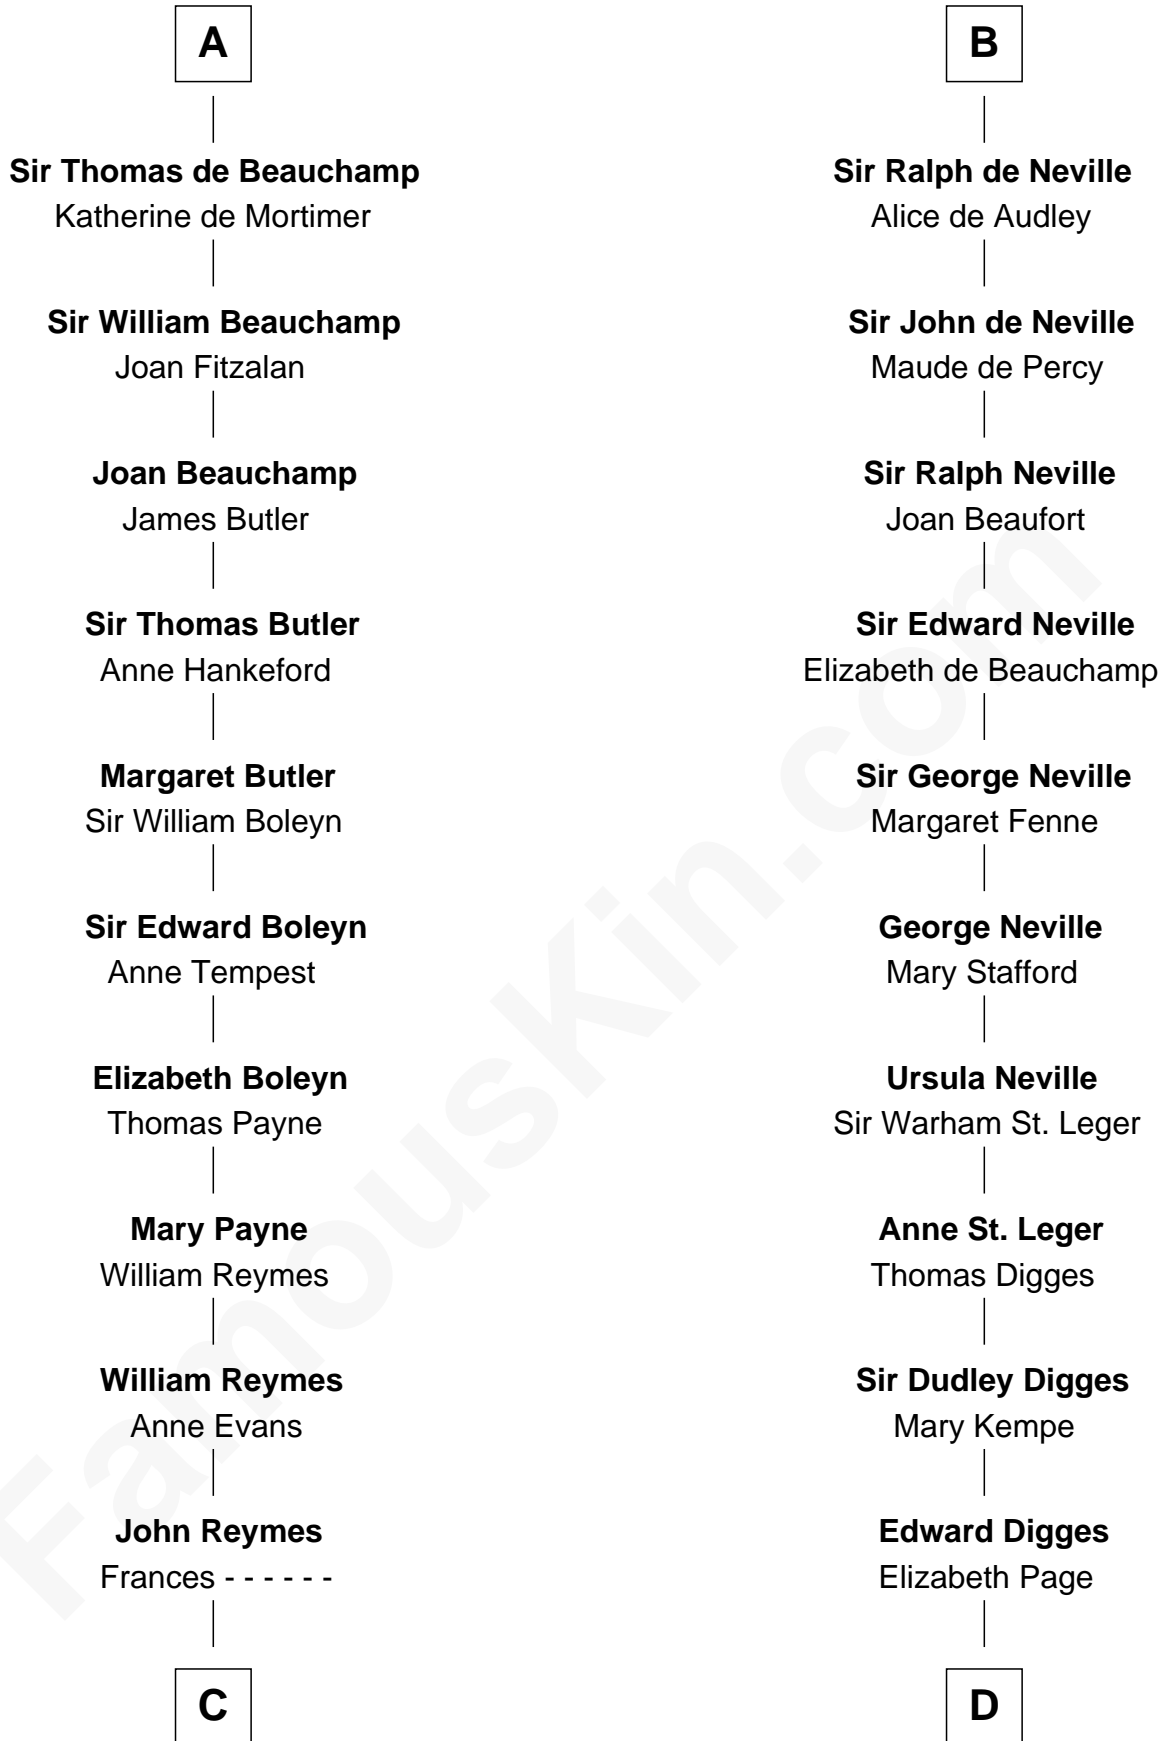 A
Sir Thomas de Beauchamp
Katherine de Mortimer
Sir William Beauchamp
Joan Fitzalan
Joan Beauchamp
James Butler
Sir Thomas Butler
Anne Hankeford
Margaret Butler
Sir William Boleyn
Sir Edward Boleyn
Anne Tempest
Elizabeth Boleyn
Thomas Payne
Mary Payne
William Reymes
William Reymes
Anne Evans
John Reymes
Frances - - - - - -
C
B
Sir Ralph de Neville
Alice de Audley
Sir John de Neville
Maude de Percy
Sir Ralph Neville
Joan Beaufort
Sir Edward Neville
Elizabeth de Beauchamp
Sir George Neville
Margaret Fenne
George Neville
Mary Stafford
Ursula Neville
Sir Warham St. Leger
Anne St. Leger
Thomas Digges
Sir Dudley Digges
Mary Kempe
Edward Digges
Elizabeth Page
D
FamousKin.com